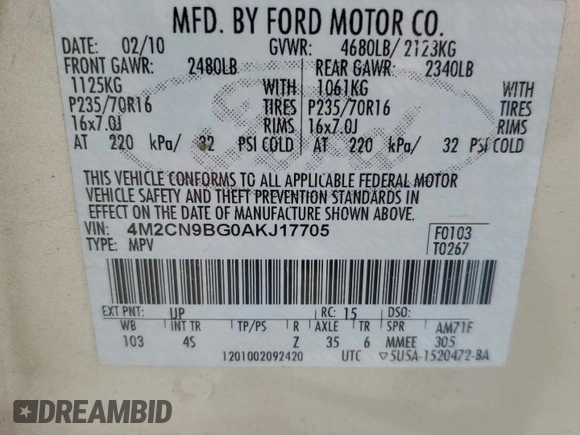 MFD. BY FORD MOTOR CO.
DATE: 02/10 GVWR: 4680LB/ 2123KG
FRONT GAWR: 2480LB REAR GAWR: 2340LB
1125KG WITH 1061KG WITH
P235/70R16 TIRES P235/70R16 TIRES
16x7.0J RIMS 16x7.0J RIMS
AT 220 kPa/ 32 PSI COLD AT 220 kPa/ 32 PSI COLD
Ford
THIS VEHICLE CONFORMS TO ALL APPLICABLE FEDERAL MOTOR
VEHICLE SAFETY AND THEFT PREVENTION STANDARDS IN
EFFECT ON THE DATE OF MANUFACTURE SHOWN ABOVE.
VIN: 4M2CN9BG0AKJ17705 F0103
TYPE: MPV T0267
EXT PNT: UP RC: 15 DSO:
WB INT TR TP/PS R AXLE TR SPR AM71F
103 4S Z 35 6 MMEE 305
1201002092420 UTC ▽5U5A-1520472-BA
DREAMBID